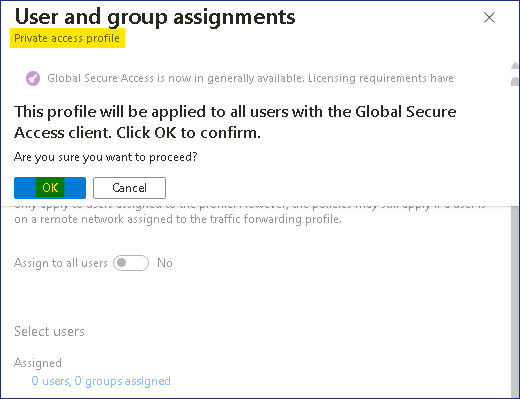 User and group assignments
Private access profile
Global Secure Access is now in generally available. Licensing requirements have
This profile will be applied to all users with the Global Secure
Access client. Click OK to confirm.
Are you sure you want to proceed?
OK
Cancel
only apply to users assigned to the profile. However, the policies may still apply if a user is
on a remote network assigned to the traffic forwarding profile.
Assign to all users
No
Select users
Assigned
0 users, 0 groups assigned